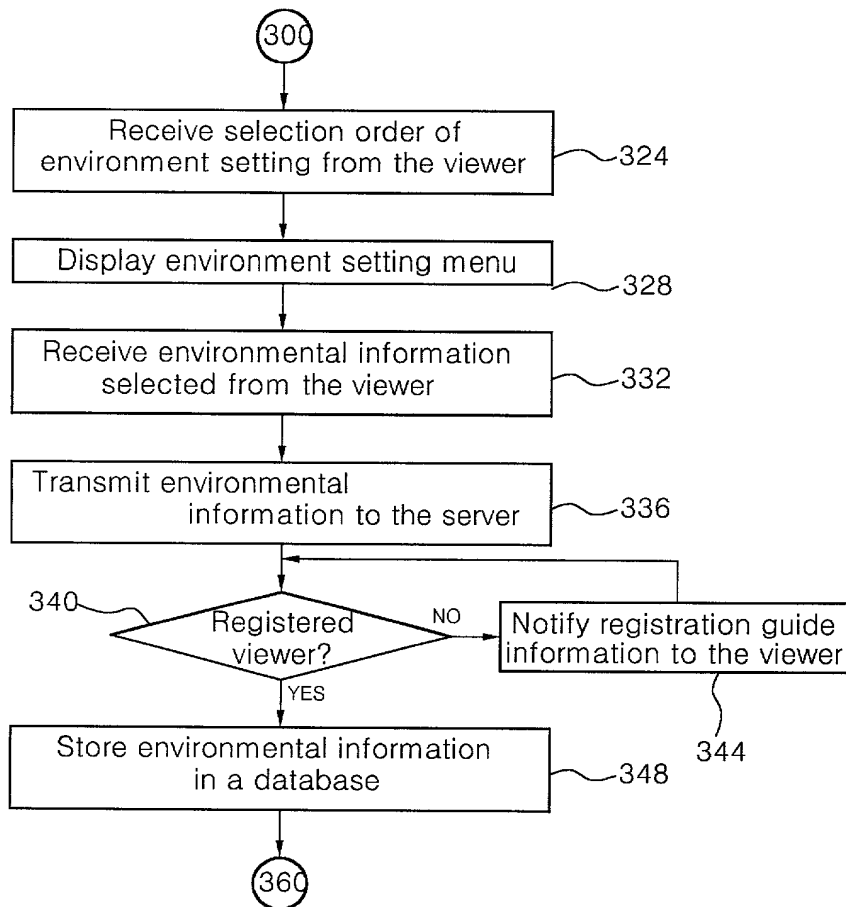 300
Receive selection order of
environment setting from the viewer
324
Display environment setting menu
328
Receive environmental information
selected from the viewer
332
Transmit environmental
information to the server
336
340
Registered
viewer?
NO
Notify registration guide
information to the viewer
344
YES
Store environmental information
in a database
348
360